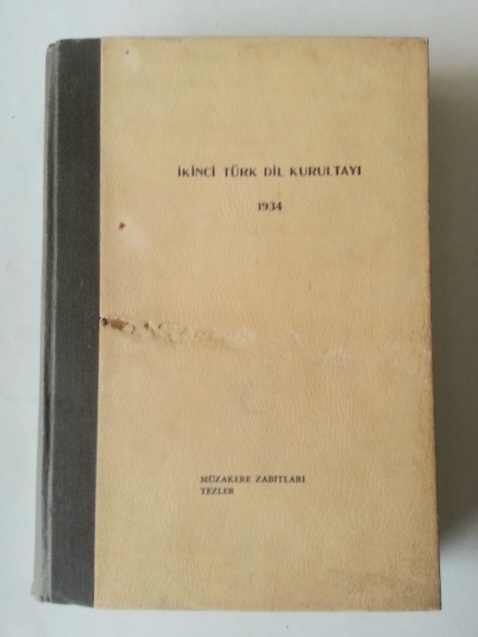 İKİNCİ TÜRK DİL KURULTAYI
1934
MÜZAKERE ZABITLARI
TEZLER